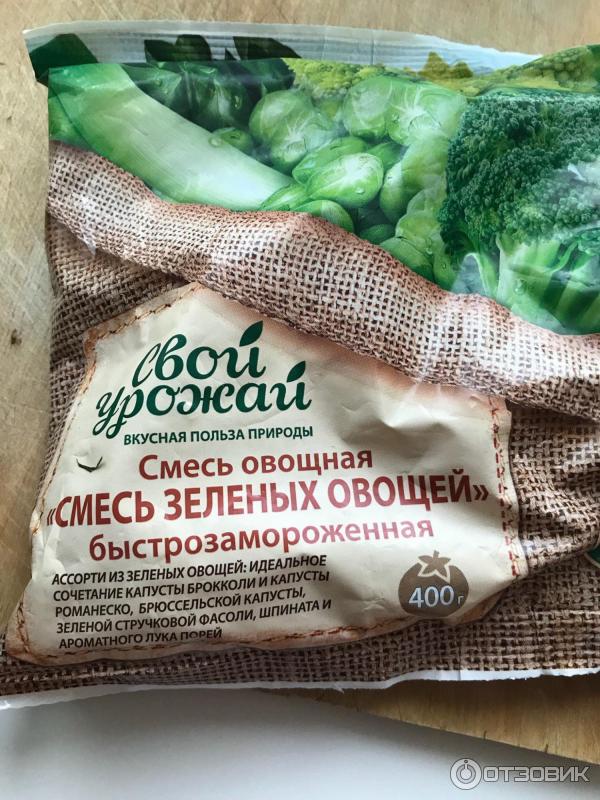 Свой
урожай
ВКУСНАЯ ПОЛЬЗА ПРИРОДЫ
Смесь овощная
«СМЕСЬ ЗЕЛЕНЫХ ОВОЩЕЙ»
быстрозамороженная
АССОРТИ ИЗ ЗЕЛЕНЫХ ОВОЩЕЙ: ИДЕАЛЬНОЕ
СОЧЕТАНИЕ КАПУСТЫ БРОККОЛИ И КАПУСТЫ
РОМАНЕСКО, БРЮССЕЛЬСКОЙ КАПУСТЫ,
ЗЕЛЕНОЙ СТРУЧКОВОЙ ФАСОЛИ, ШПИНАТА И
АРОМАТНОГО ЛУКА ПОРЕЙ
400 г
ОТЗОВИК